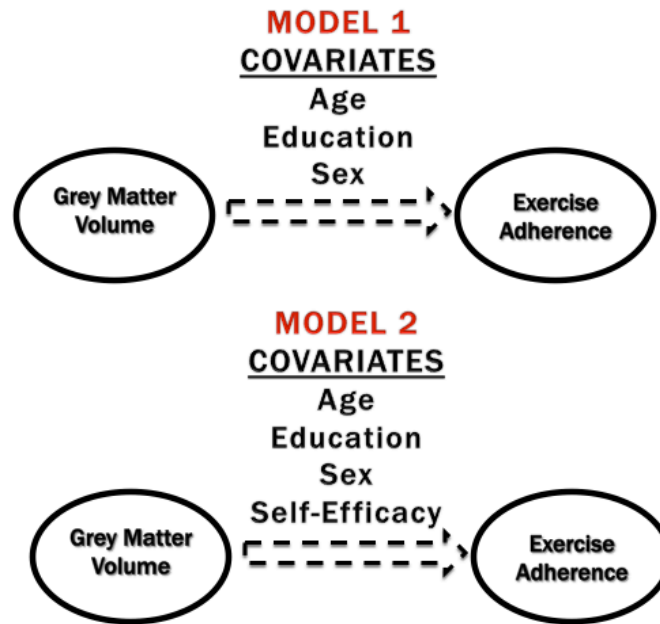 MODEL 1
COVARIATES
Age
Education
Sex
Grey Matter
Volume
Exercise
Adherence
MODEL 2
COVARIATES
Age
Education
Sex
Self-Efficacy
Grey Matter
Volume
Exercise
Adherence